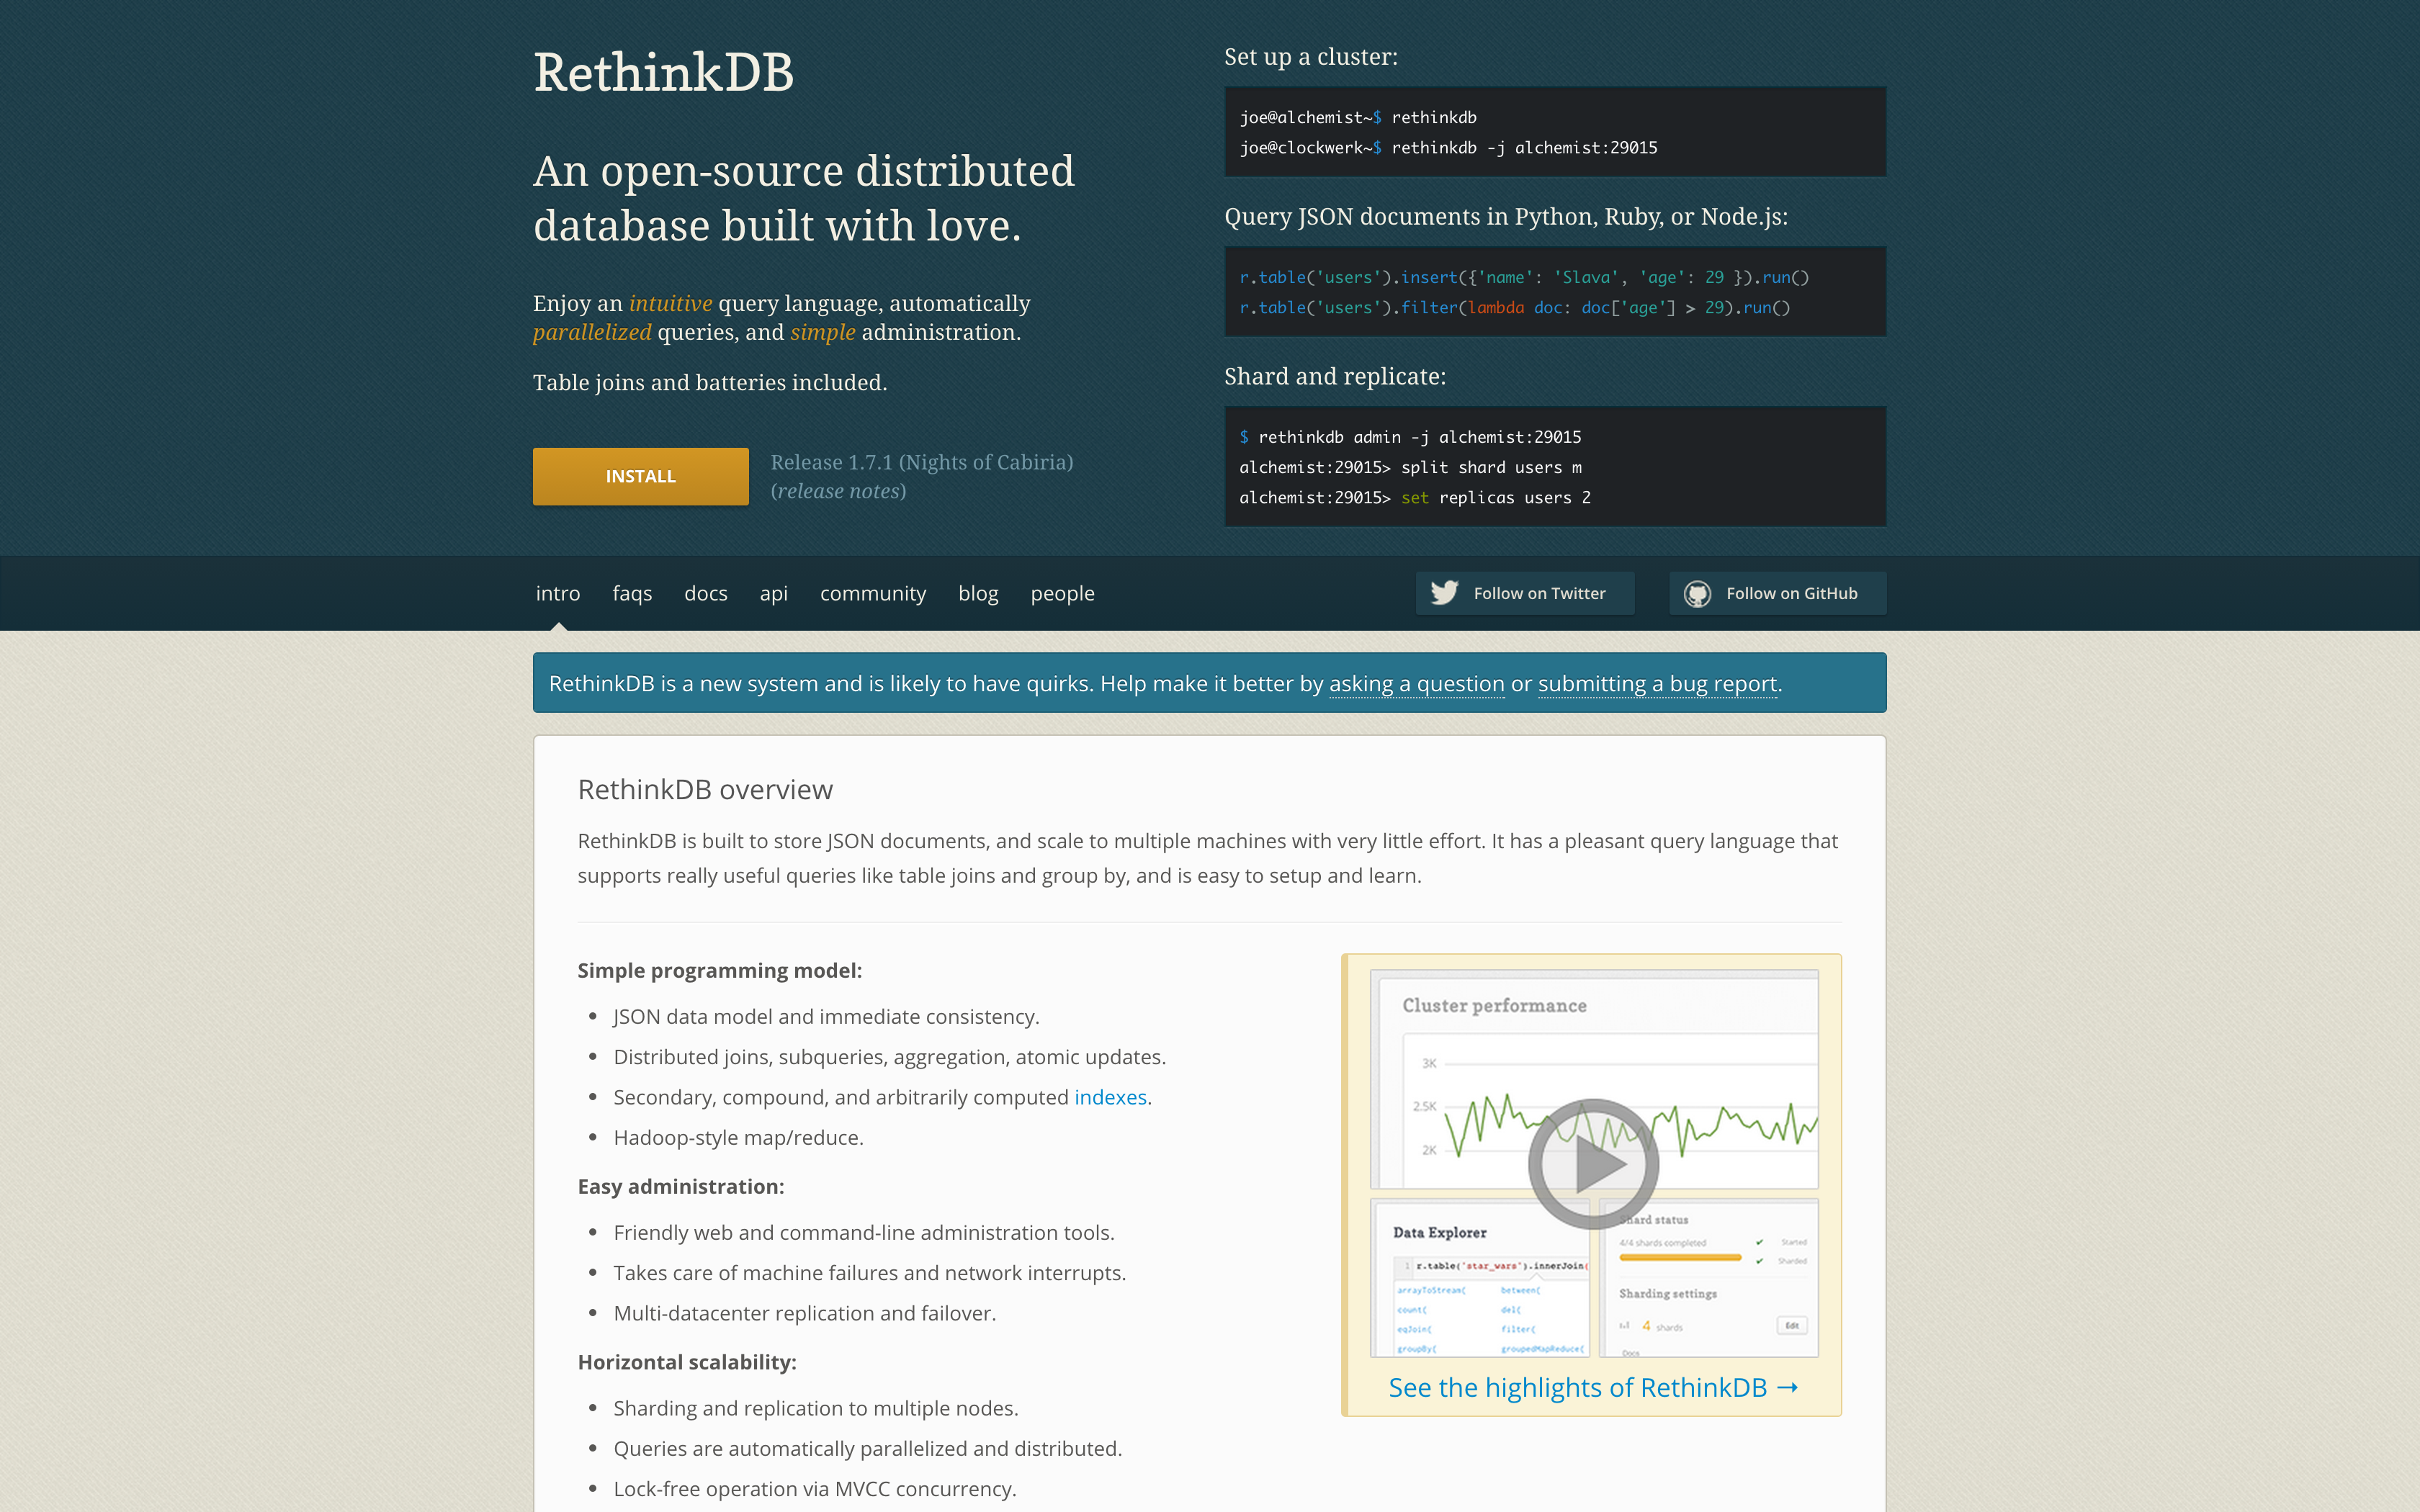 RethinkDB
An open-source distributed
database built with love.
Enjoy an intuitive query language, automatically
parallelized queries, and simple administration.
Table joins and batteries included.
INSTALL
Release 1.7.1 (Nights of Cabiria)
(release notes)
Set up a cluster:
joe@alchemist~$ rethinkdb
joe@clockwerk~$ rethinkdb -j alchemist:29015
Query JSON documents in Python, Ruby, or Node.js:
r.table('users').insert({'name': 'Slava', 'age': 29 }).run()
r.table('users').filter(lambda doc: doc['age'] > 29).run()
Shard and replicate:
$ rethinkdb admin -j alchemist:29015
alchemist:29015> split shard users m
alchemist:29015> set replicas users 2
intro faqs docs api community blog people
Follow on Twitter
Follow on GitHub
RethinkDB is a new system and is likely to have quirks. Help make it better by asking a question or submitting a bug report.
RethinkDB overview
RethinkDB is built to store JSON documents, and scale to multiple machines with very little effort. It has a pleasant query language that
supports really useful queries like table joins and group by, and is easy to setup and learn.
Simple programming model:
• JSON data model and immediate consistency.
• Distributed joins, subqueries, aggregation, atomic updates.
• Secondary, compound, and arbitrarily computed indexes.
• Hadoop-style map/reduce.
Easy administration:
• Friendly web and command-line administration tools.
• Takes care of machine failures and network interrupts.
• Multi-datacenter replication and failover.
Horizontal scalability:
• Sharding and replication to multiple nodes.
• Queries are automatically parallelized and distributed.
• Lock-free operation via MVCC concurrency.
Cluster performance
3K
2.5K
2K
Data Explorer
1 r.table('star_wars').innerJoin(
arrayToStream( between(
count( del(
eqJoin( filter(
groupBy( groupedMapReduce(
Shard status
4/4 shards completed ✔ Started
✔ Sharded
Sharding settings
4 shards Edit
Docs
See the highlights of RethinkDB →